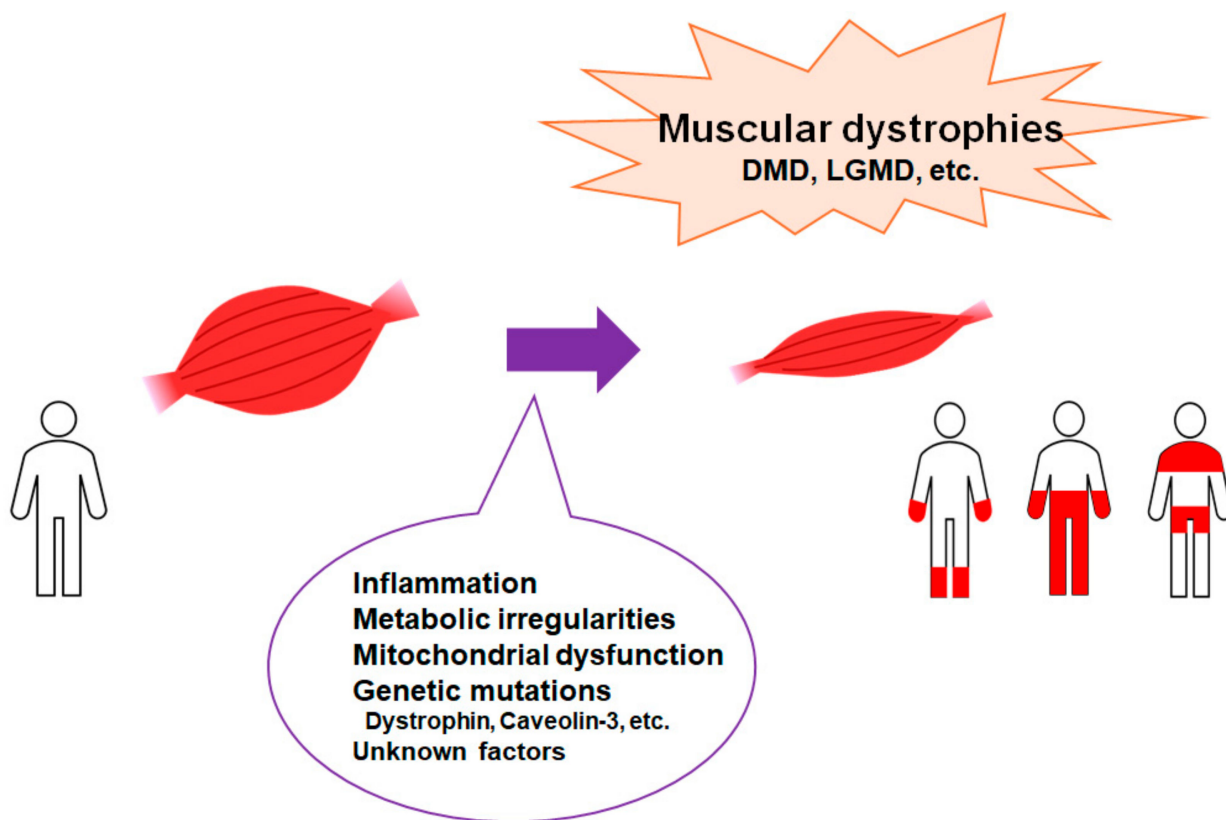 Muscular dystrophies
DMD, LGMD, etc.
Inflammation
Metabolic irregularities
Mitochondrial dysfunction
Genetic mutations
Dystrophin, Caveolin-3, etc.
Unknown factors